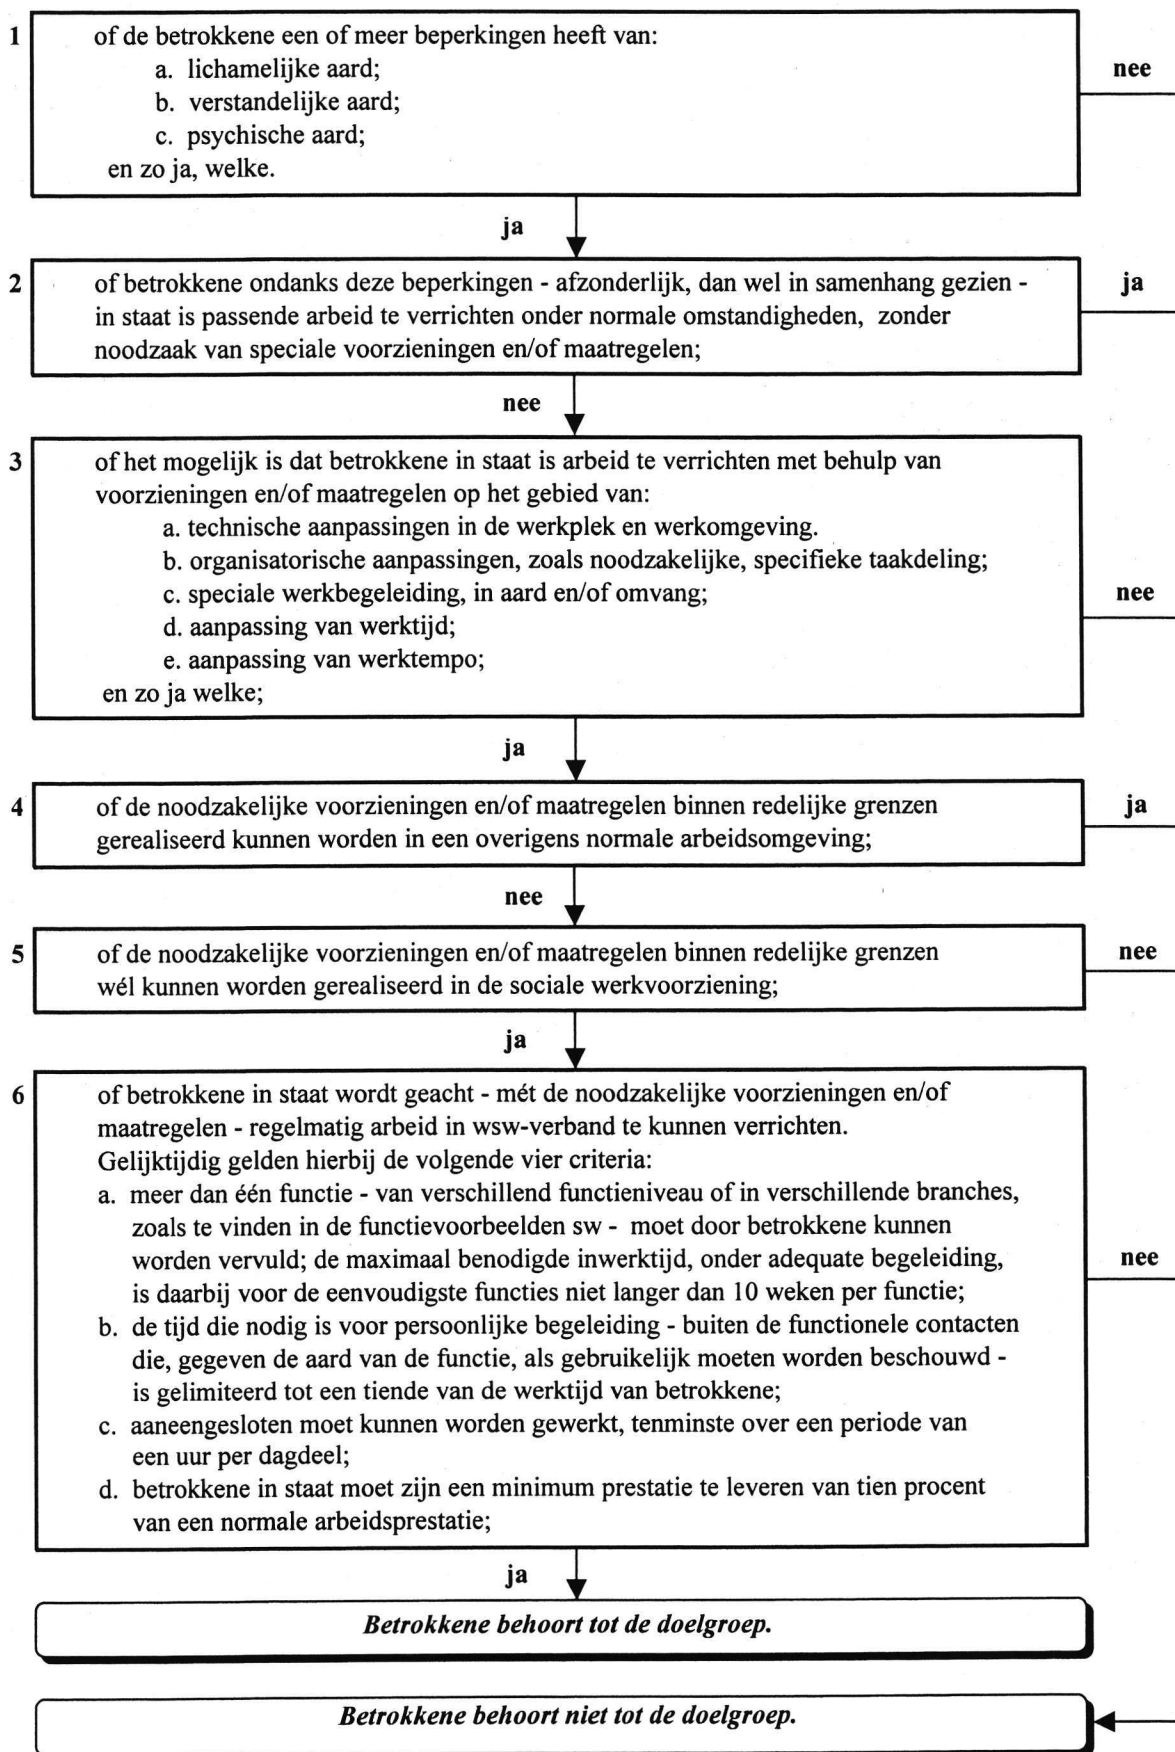 1 of de betrokkene een of meer beperkingen heeft van:
a. lichamelijke aard;
nee
b. verstandelijke aard;
c. psychische aard;
en zo ja, welke.
ja
2 of betrokkene ondanks deze beperkingen - afzonderlijk, dan wel in samenhang gezien -
ja
in staat is passende arbeid te verrichten onder normale omstandigheden, zonder
noodzaak van speciale voorzieningen en/of maatregelen;
nee
3 of het mogelijk is dat betrokkene in staat is arbeid te verrichten met behulp van
voorzieningen en/of maatregelen op het gebied van:
a. technische aanpassingen in de werkplek en werkomgeving.
b. organisatorische aanpassingen, zoals noodzakelijke, specifieke taakdeling;
c. speciale werkbegeleiding, in aard en/of omvang;
nee
d. aanpassing van werktijd;
e. aanpassing van werktempo;
en zo ja welke;
ja
4 of de noodzakelijke voorzieningen en/of maatregelen binnen redelijke grenzen
ja
gerealiseerd kunnen worden in een overigens normale arbeidsomgeving;
nee
5 of de noodzakelijke voorzieningen en/of maatregelen binnen redelijke grenzen
nee
wél kunnen worden gerealiseerd in de sociale werkvoorziening;
ja
6 of betrokkene in staat wordt geacht - mét de noodzakelijke voorzieningen en/of
maatregelen - regelmatig arbeid in wsw-verband te kunnen verrichten.
Gelijktijdig gelden hierbij de volgende vier criteria:
a. meer dan één functie - van verschillend functieniveau of in verschillende branches,
zoals te vinden in de functievoorbeelden sw - moet door betrokkene kunnen
worden vervuld; de maximaal benodigde inwerktijd, onder adequate begeleiding,
nee
is daarbij voor de eenvoudigste functies niet langer dan 10 weken per functie;
b. de tijd die nodig is voor persoonlijke begeleiding - buiten de functionele contacten
die, gegeven de aard van de functie, als gebruikelijk moeten worden beschouwd -
is gelimiteerd tot een tiende van de werktijd van betrokkene;
c. aaneengesloten moet kunnen worden gewerkt, tenminste over een periode van
een uur per dagdeel;
d. betrokkene in staat moet zijn een minimum prestatie te leveren van tien procent
van een normale arbeidsprestatie;
ja
Betrokkene behoort tot de doelgroep.
Betrokkene behoort niet tot de doelgroep.